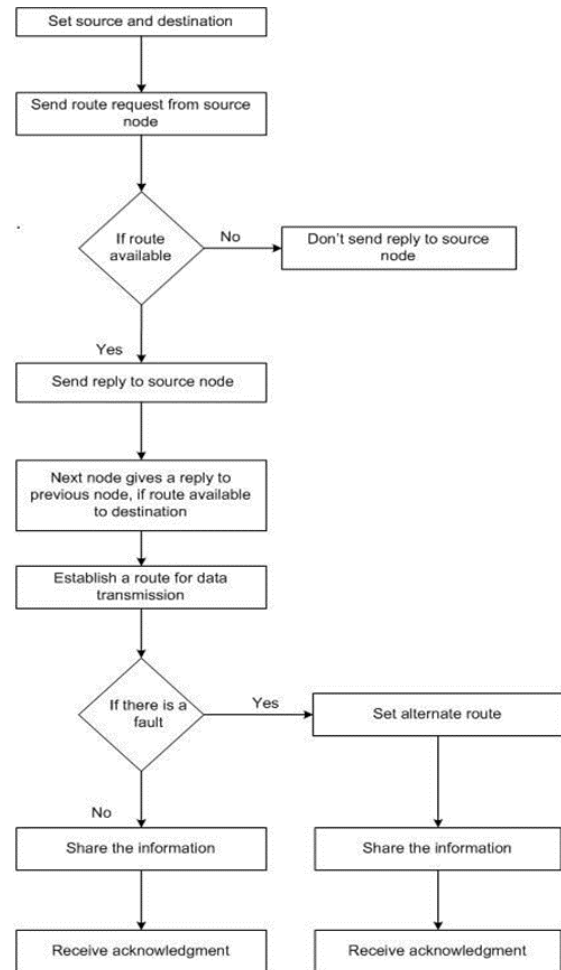 Set source and destination
Send route request from source
node
If route
available
No
Don't send reply to source
node
Yes
Send reply to source node
Next node gives a reply to
previous node, if route available
to destination
Establish a route for data
transmission
If there is a
fault
Yes
Set alternate route
No
Share the information
Share the information
Receive acknowledgment
Receive acknowledgment